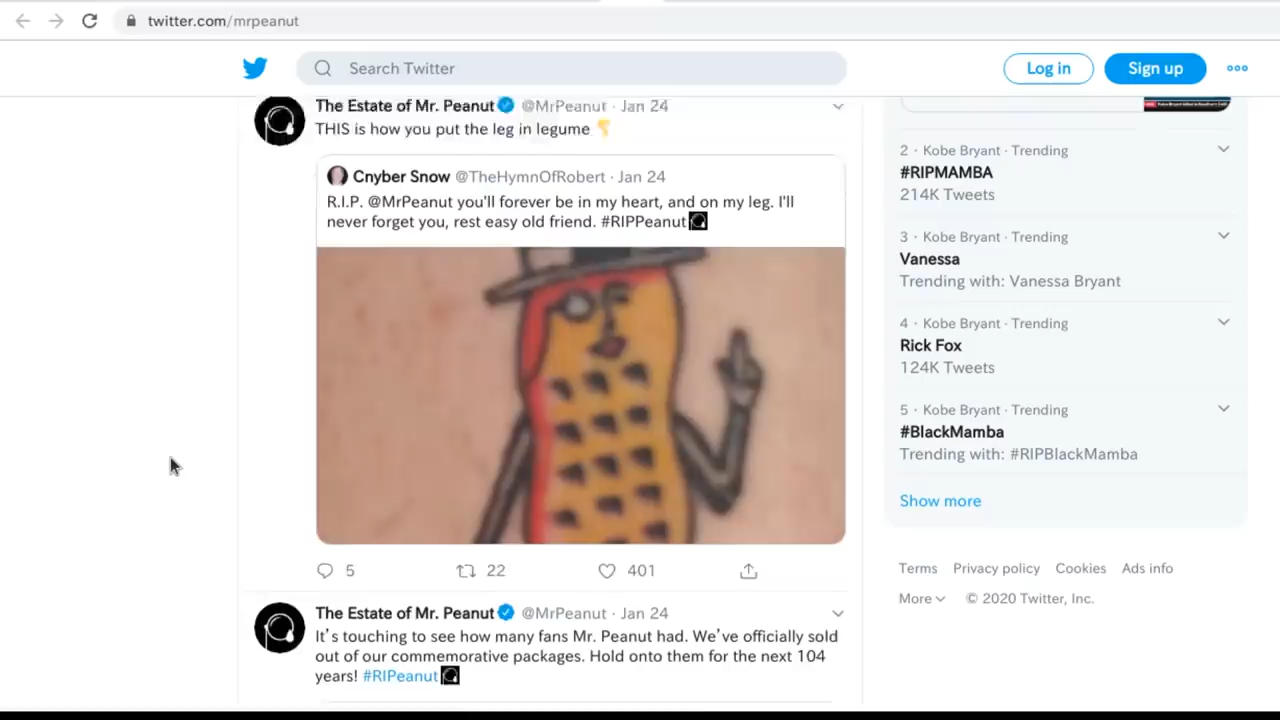 twitter.com/mrpeanut
Search Twitter
Log in
Sign up
The Estate of Mr. Peanut @MrPeanut · Jan 24
THIS is how you put the leg in legume
Cnyber Snow @TheHymnOfRobert · Jan 24
R.I.P. @MrPeanut you'll forever be in my heart, and on my leg. I'll
never forget you, rest easy old friend. #RIPPeanut
5 22 401
The Estate of Mr. Peanut @MrPeanut · Jan 24
It's touching to see how many fans Mr. Peanut had. We've officially sold
out of our commemorative packages. Hold onto them for the next 104
years! #RIPeanut
2 · Kobe Bryant · Trending
#RIPMAMBA
214K Tweets
3 · Kobe Bryant · Trending
Vanessa
Trending with: Vanessa Bryant
4 · Kobe Bryant · Trending
Rick Fox
124K Tweets
5 · Kobe Bryant · Trending
#BlackMamba
Trending with: #RIPBlackMamba
Show more
Terms Privacy policy Cookies Ads info
More © 2020 Twitter, Inc.